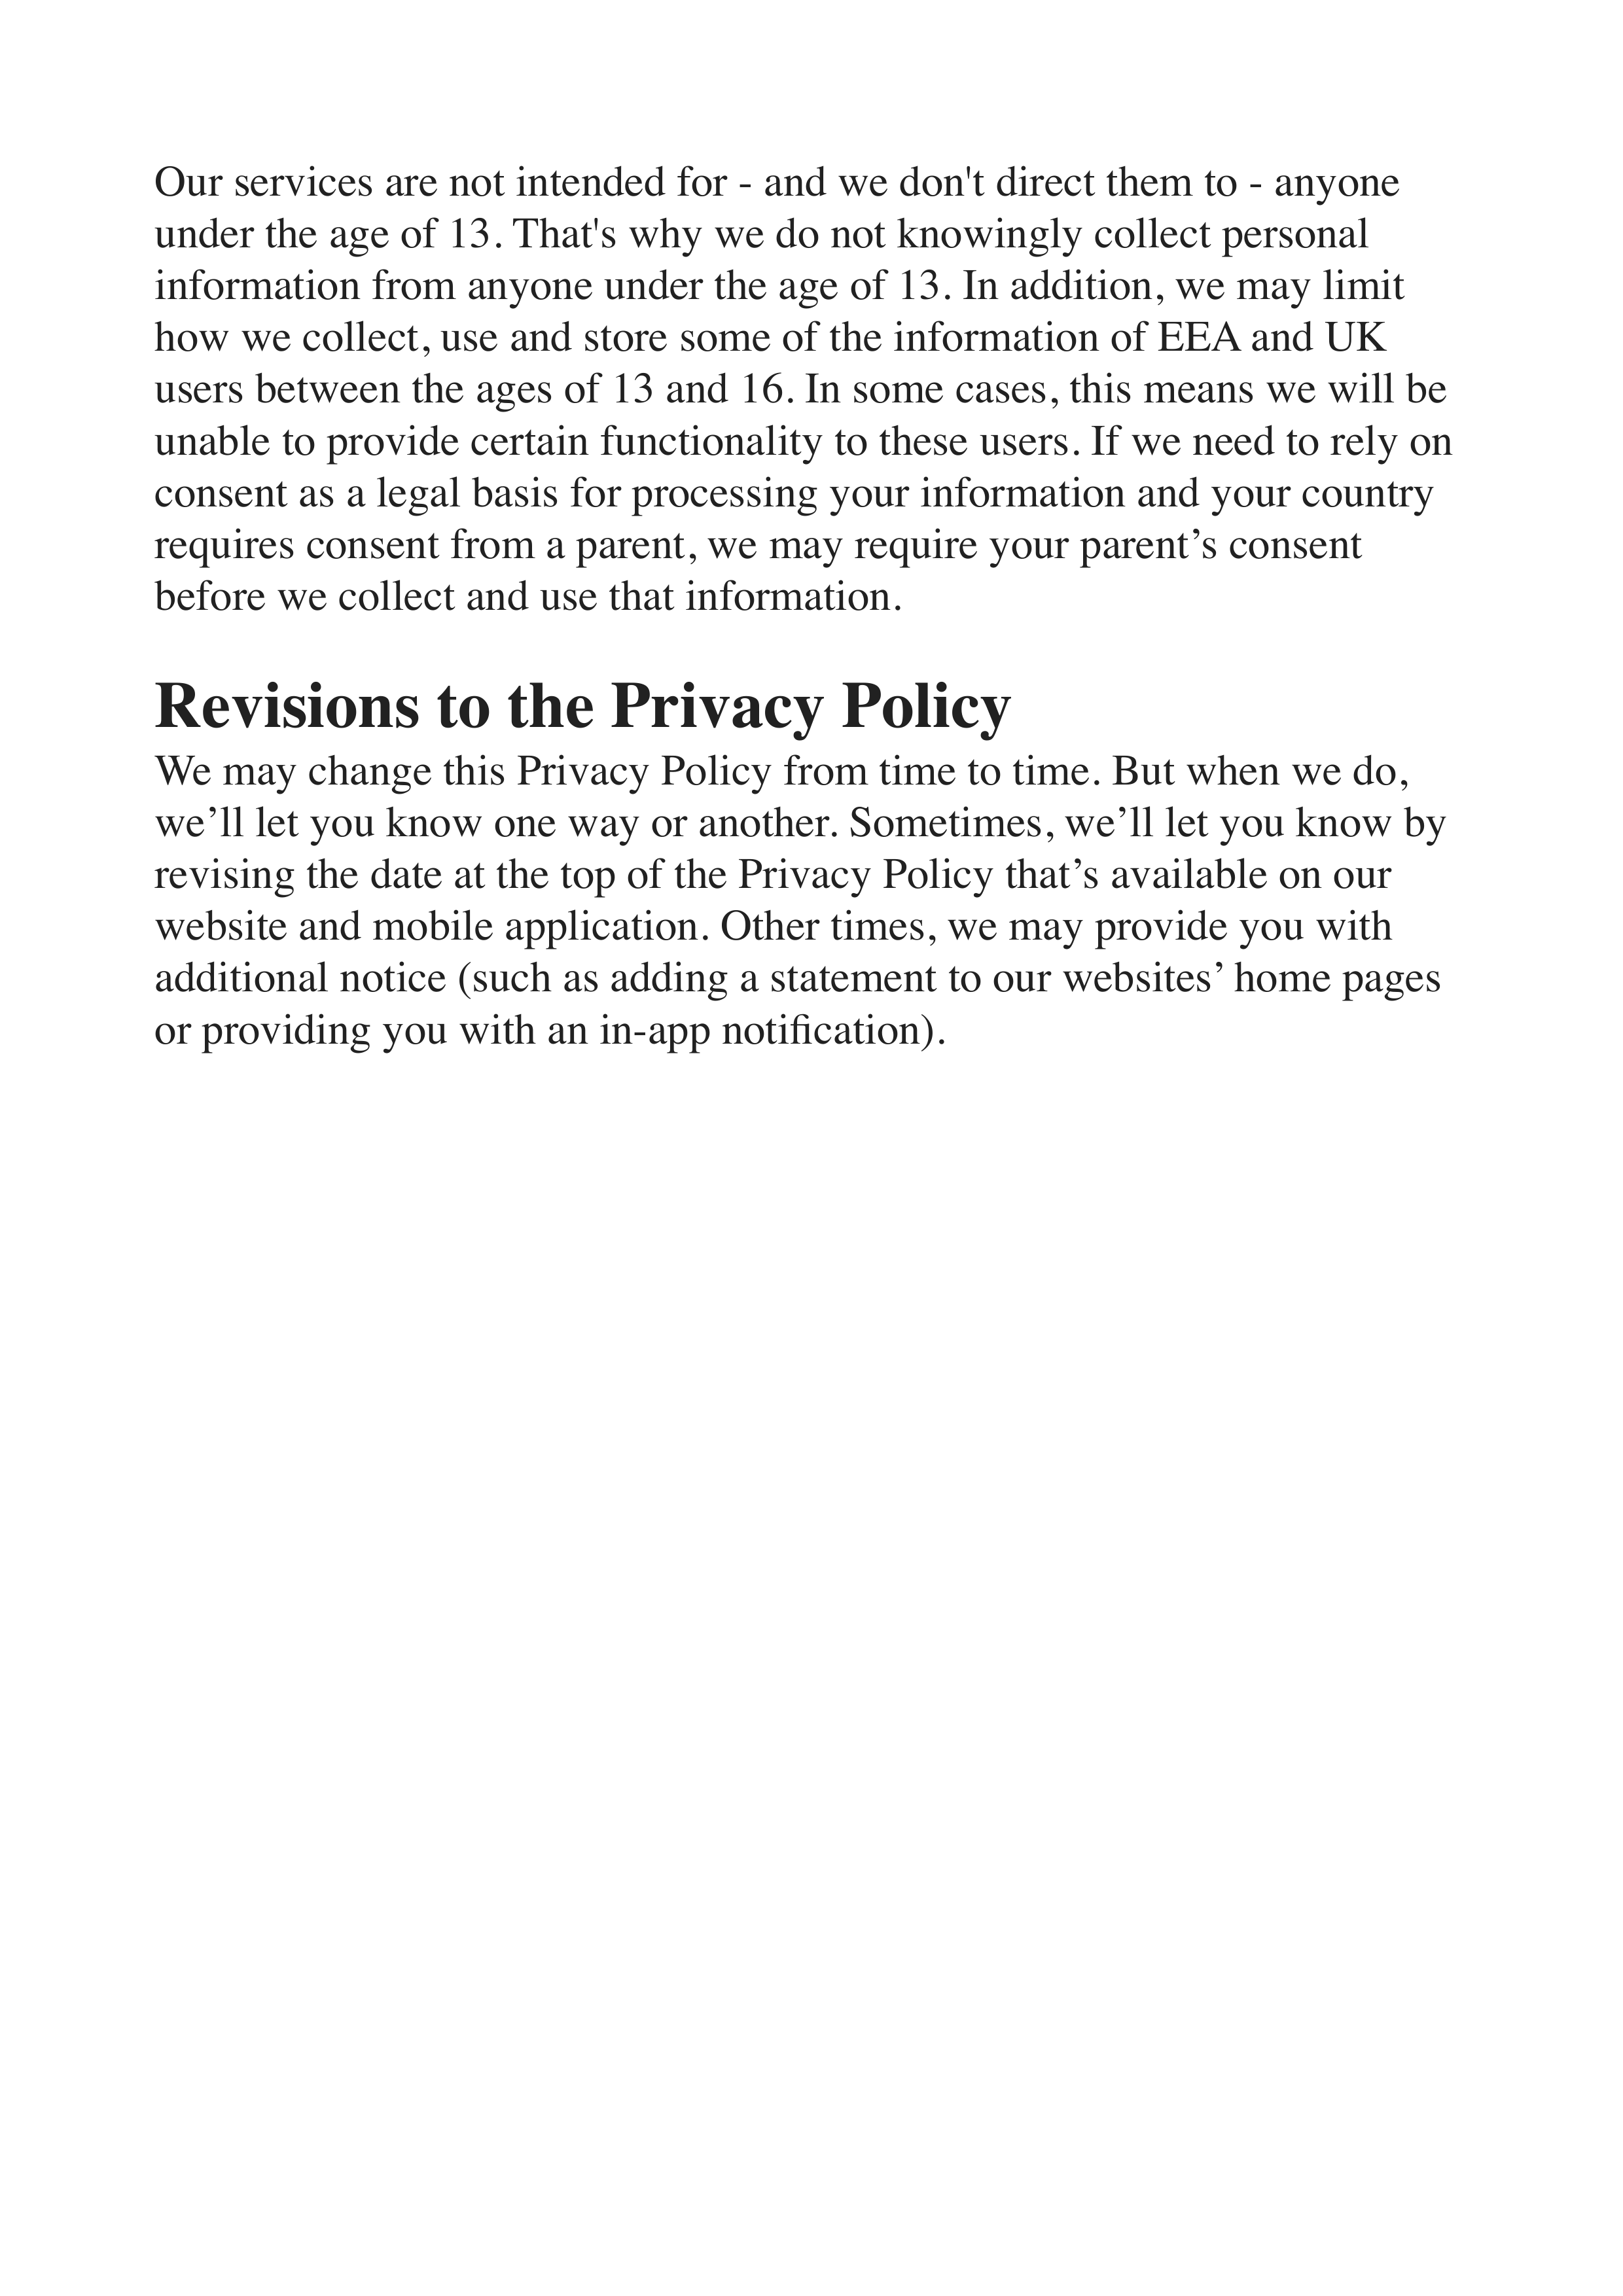 Our services are not intended for - and we don't direct them to - anyone
under the age of 13. That's why we do not knowingly collect personal
information from anyone under the age of 13. In addition, we may limit
how we collect, use and store some of the information of EEA and UK
users between the ages of 13 and 16. In some cases, this means we will be
unable to provide certain functionality to these users. If we need to rely on
consent as a legal basis for processing your information and your country
requires consent from a parent, we may require your parent’s consent
before we collect and use that information.
Revisions to the Privacy Policy
We may change this Privacy Policy from time to time. But when we do,
we’ll let you know one way or another. Sometimes, we’ll let you know by
revising the date at the top of the Privacy Policy that’s available on our
website and mobile application. Other times, we may provide you with
additional notice (such as adding a statement to our websites’ home pages
or providing you with an in-app notification).